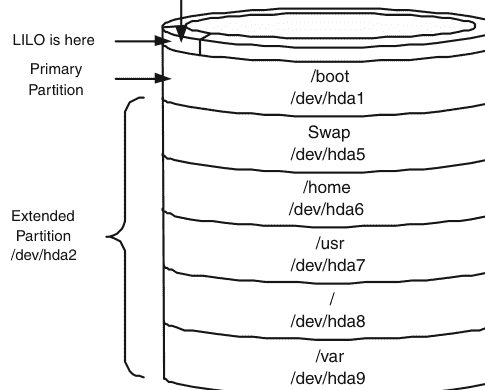 LILO is here
Primary
Partition
/boot
/dev/hda1
Swap
/dev/hda5
/home
/dev/hda6
Extended
Partition
/dev/hda2
/usr
/dev/hda7
/
/dev/hda8
/var
/dev/hda9